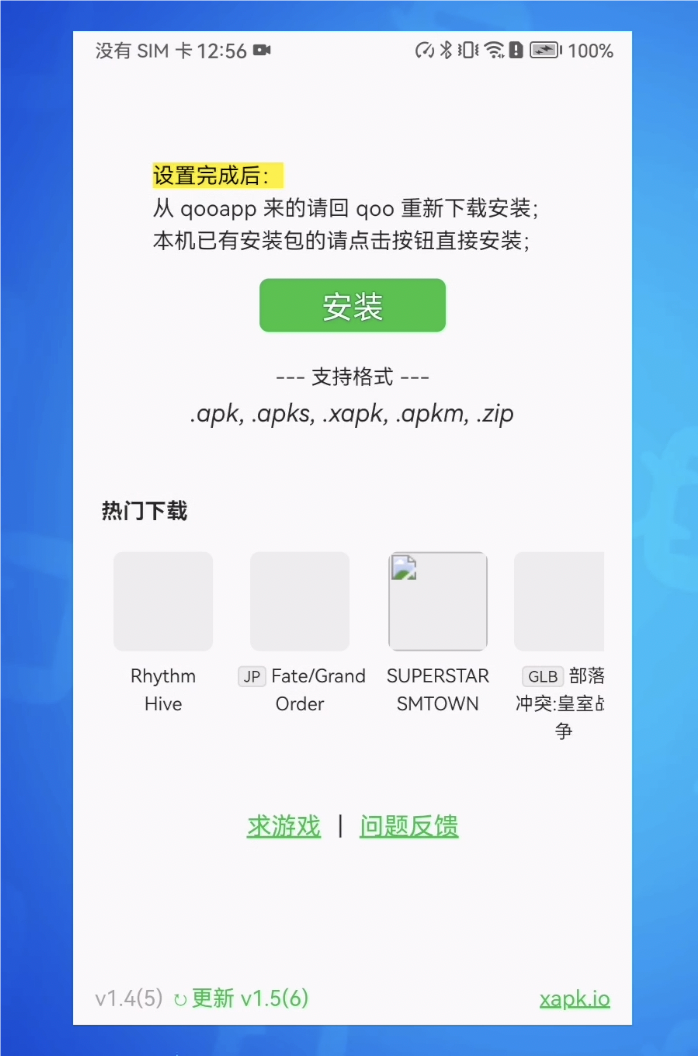 没有 SIM 卡 12:56 100%
设置完成后：
从 qooapp 来的请回 qoo 重新下载安装;
本机已有安装包的请点击按钮直接安装;
安装
--- 支持格式 ---
.apk, .apks, .xapk, .apkm, .zip
热门下载
Rhythm
Hive
JP Fate/Grand
Order
SUPERSTAR
SMTOWN
GLB 部落
冲突:皇室战
争
求游戏 | 问题反馈
v1.4(5) 更新 v1.5(6) xapk.io